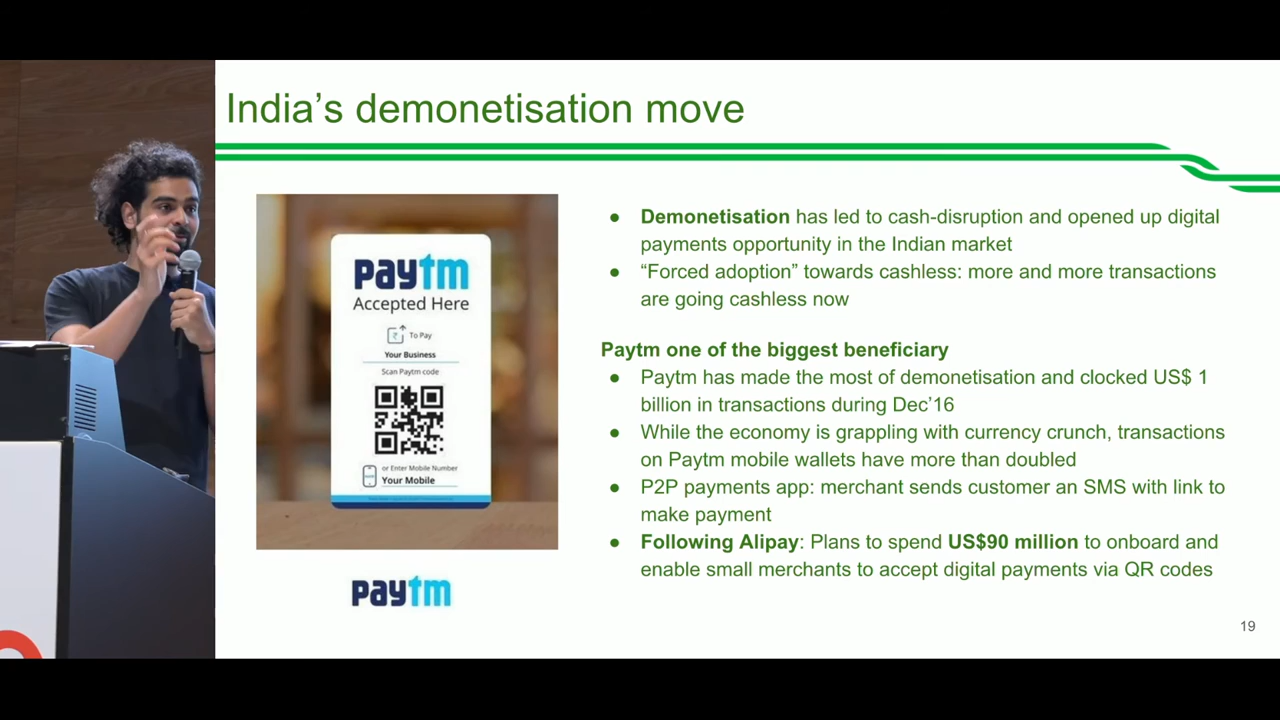 India’s demonetisation move
paytm
Accepted Here
To Pay
Your Business
Scan Paytm code
or Enter Mobile Number
Your Mobile
paytm
● Demonetisation has led to cash-disruption and opened up digital
payments opportunity in the Indian market
● “Forced adoption” towards cashless: more and more transactions
are going cashless now
Paytm one of the biggest beneficiary
● Paytm has made the most of demonetisation and clocked US$ 1
billion in transactions during Dec’16
● While the economy is grappling with currency crunch, transactions
on Paytm mobile wallets have more than doubled
● P2P payments app: merchant sends customer an SMS with link to
make payment
● Following Alipay: Plans to spend US$90 million to onboard and
enable small merchants to accept digital payments via QR codes
19